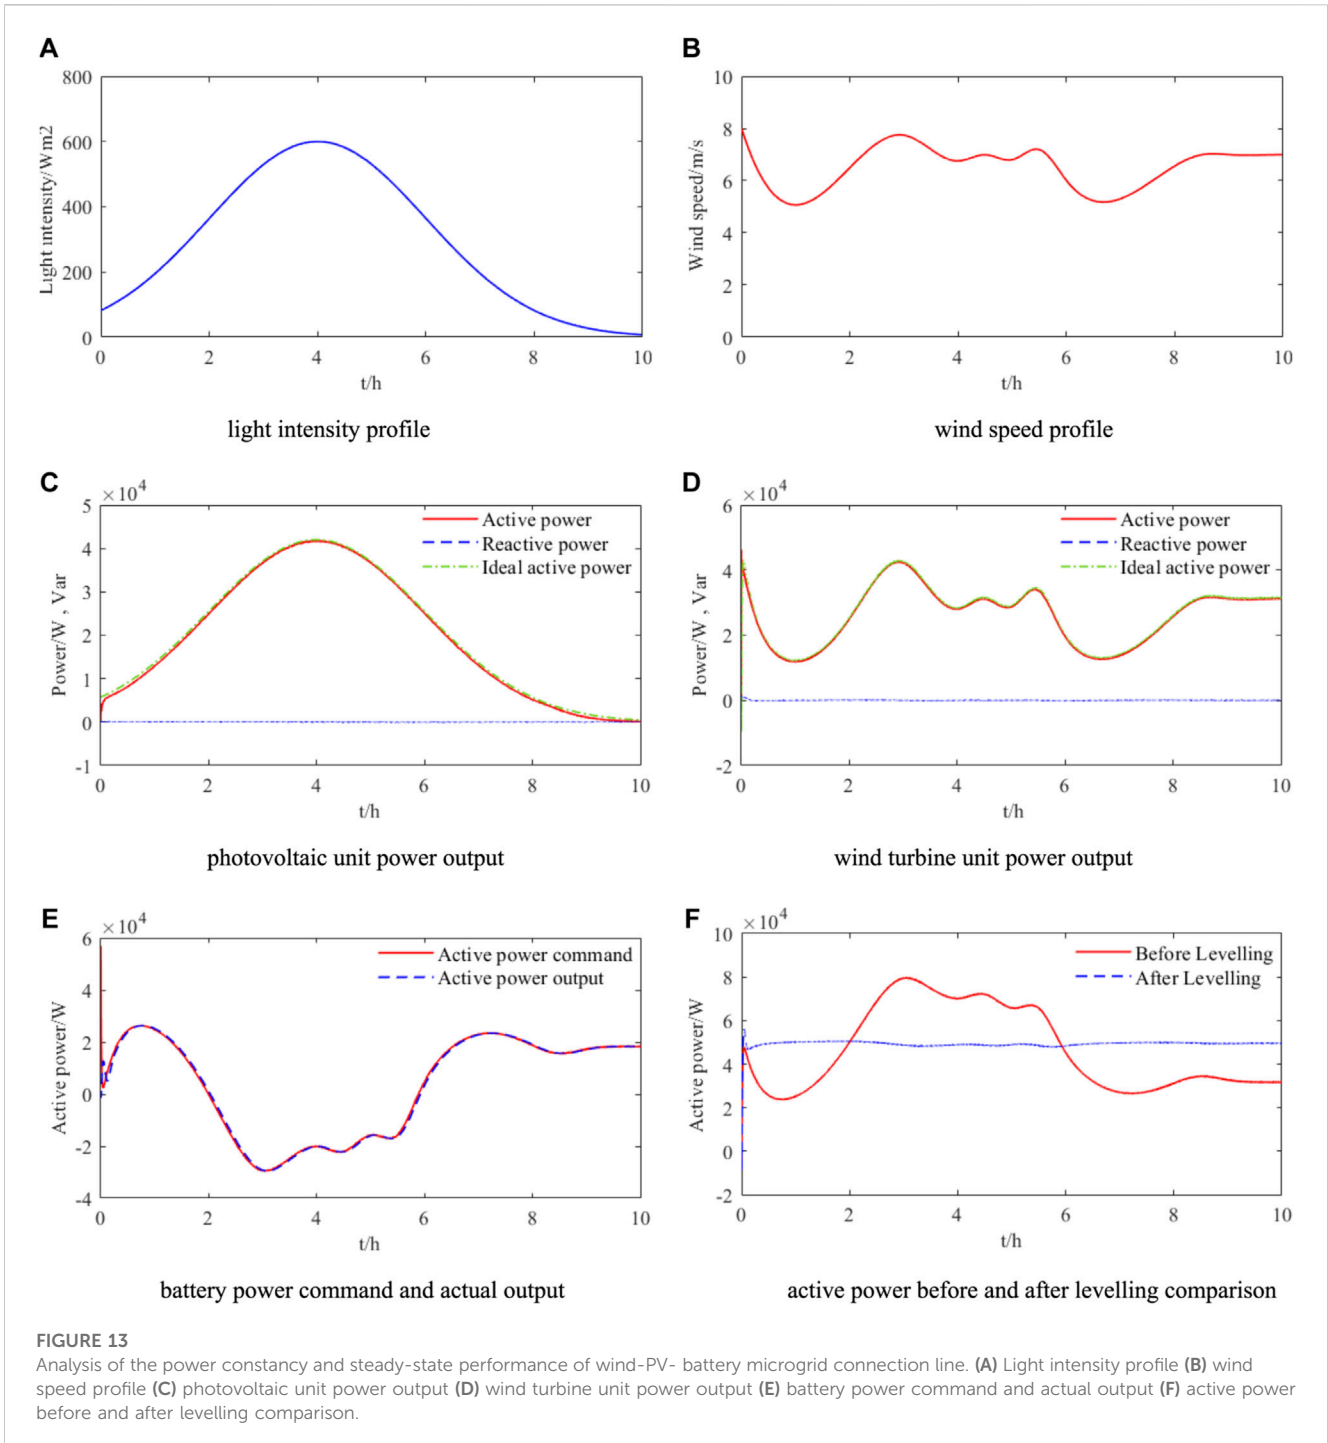 A
800
600
400
200
0
0 2 4 6 8 10
Light intensity/Wm2
t/h
light intensity profile
B
10
8
6
4
2
0
0 2 4 6 8 10
Wind speed/m/s
t/h
wind speed profile
C
×10^4
5
4
3
2
1
0
-1
0 2 4 6 8 10
Power/W , Var
Active power
Reactive power
Ideal active power
t/h
photovoltaic unit power output
D
×10^4
6
4
2
0
-2
0 2 4 6 8 10
Power/W , Var
Active power
Reactive power
Ideal active power
t/h
wind turbine unit power output
E
×10^4
6
4
2
0
-2
-4
0 2 4 6 8 10
Active power/W
Active power command
Active power output
t/h
battery power command and actual output
F
×10^4
10
8
6
4
2
0
-2
0 2 4 6 8 10
Active power/W
Before Levelling
After Levelling
t/h
active power before and after levelling comparison
FIGURE 13
Analysis of the power constancy and steady-state performance of wind-PV- battery microgrid connection line. (A) Light intensity profile (B) wind
speed profile (C) photovoltaic unit power output (D) wind turbine unit power output (E) battery power command and actual output (F) active power
before and after levelling comparison.